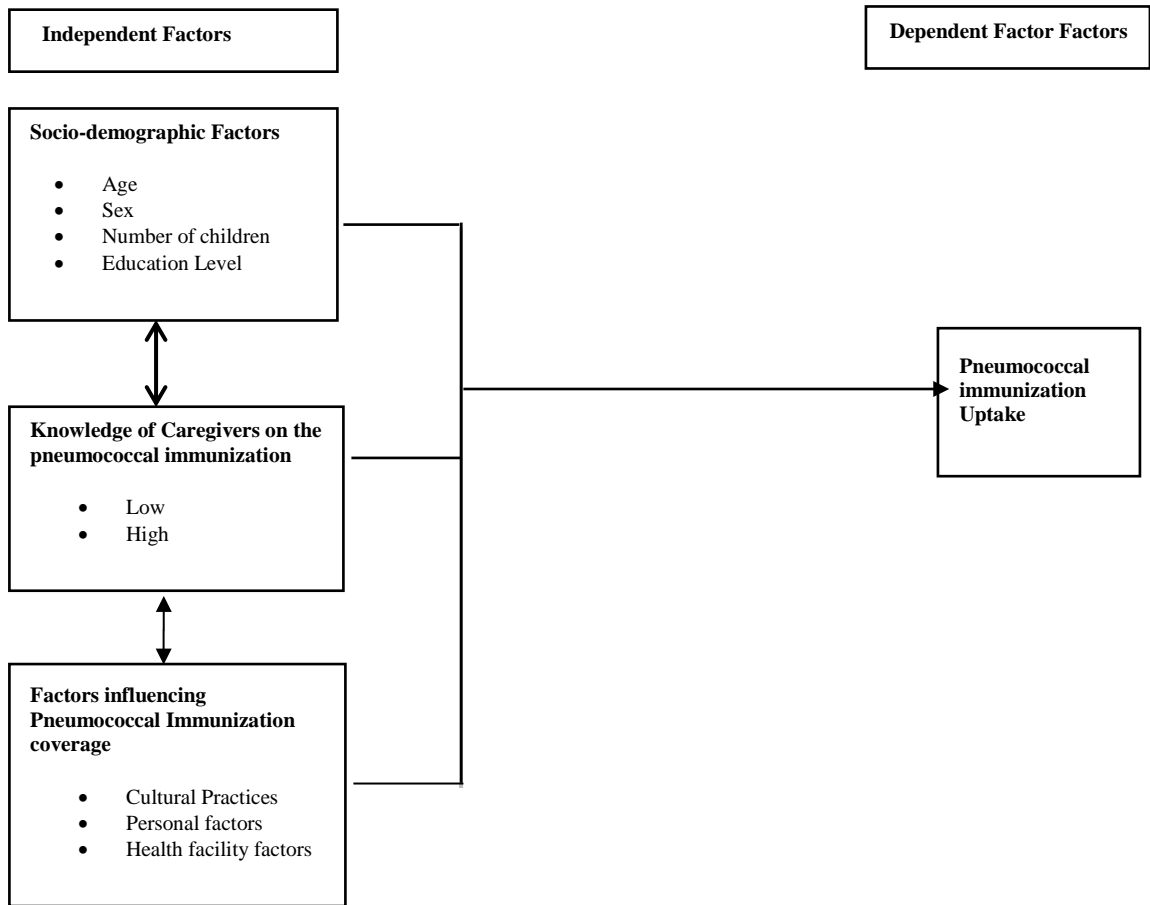 Independent Factors
Dependent Factor Factors
Socio-demographic Factors
• Age
• Sex
• Number of children
• Education Level
Knowledge of Caregivers on the
pneumococcal immunization
• Low
• High
Factors influencing
Pneumococcal Immunization
coverage
• Cultural Practices
• Personal factors
• Health facility factors
Pneumococcal
immunization
Uptake